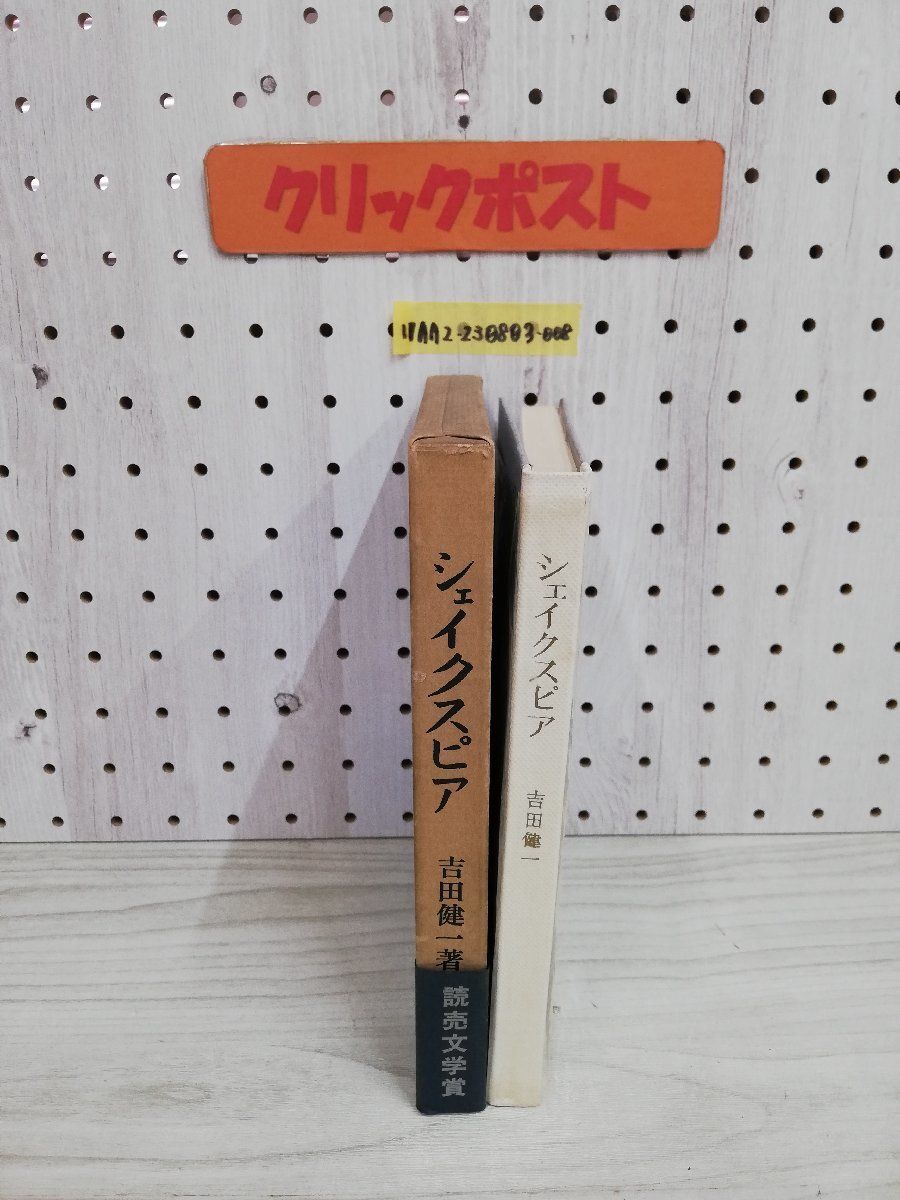 クリックポスト
17AA2-230803-008
シェイクスピア
吉田健一著
読売文学賞
シェイクスピア
吉田健一